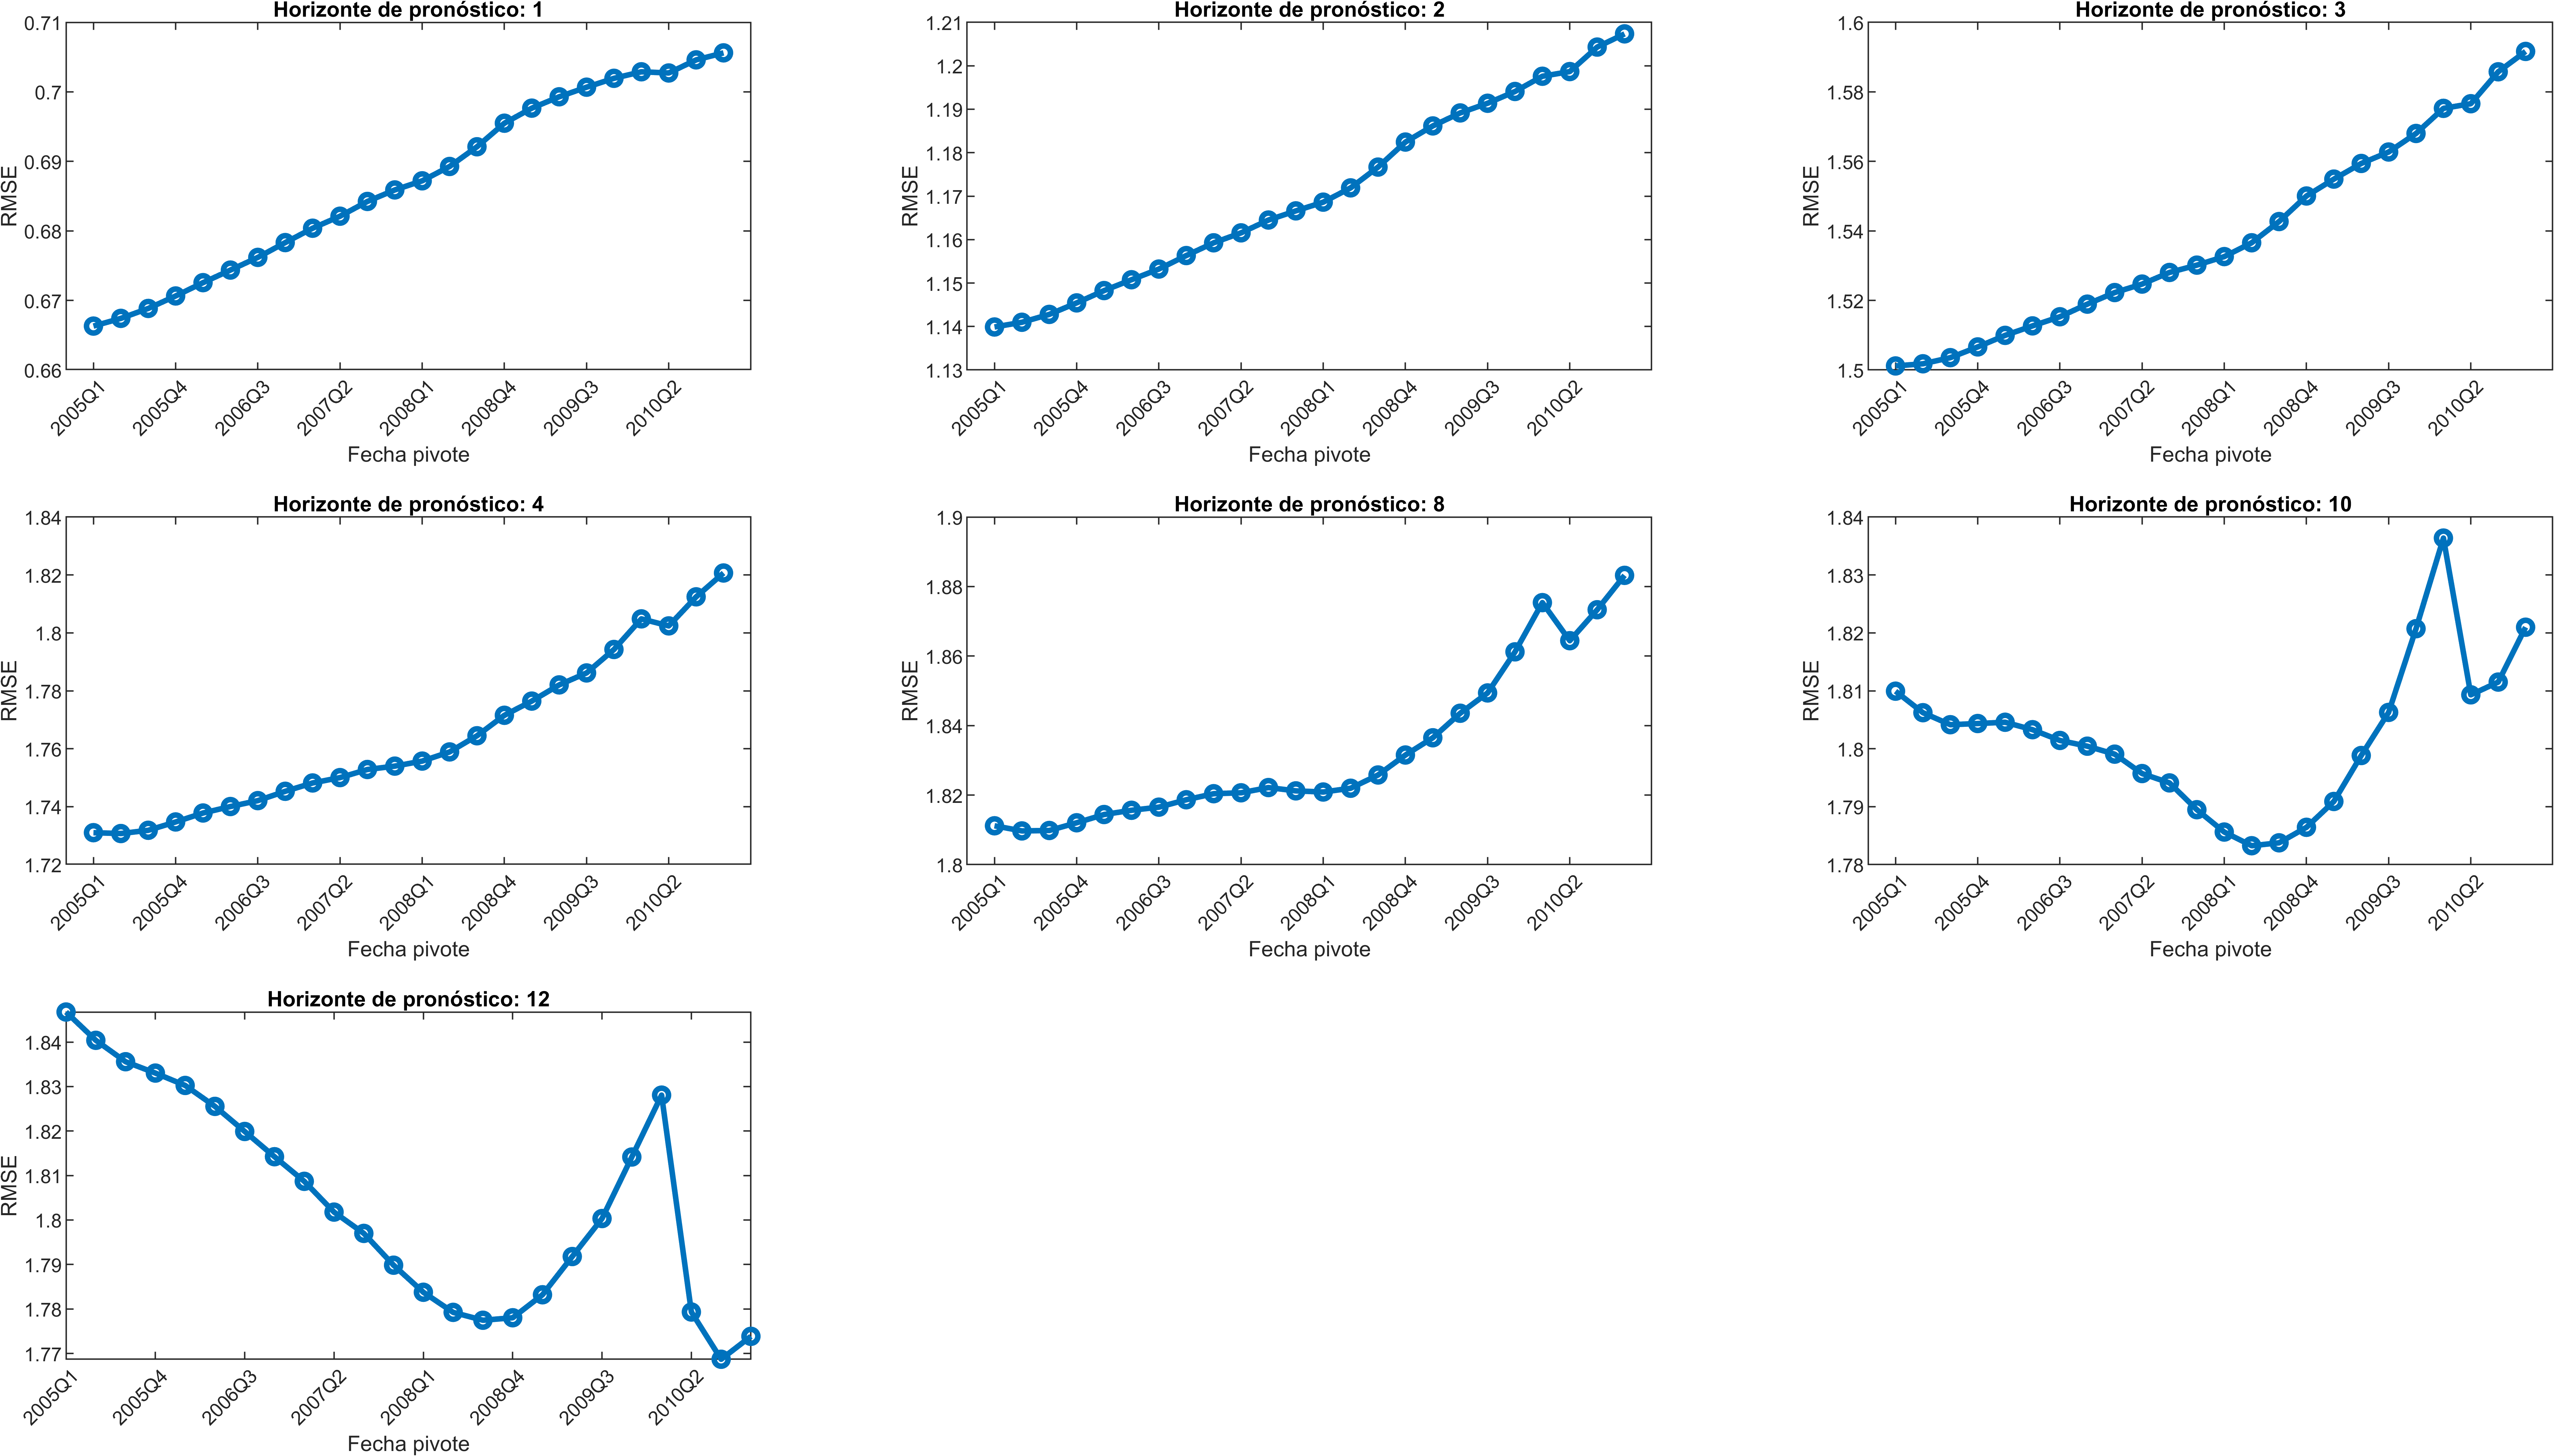 Horizonte de pronóstico: 1
0.71
0.7
0.69
0.68
0.67
0.66
RMSE
2005Q1 2005Q4 2006Q3 2007Q2 2008Q1 2008Q4 2009Q3 2010Q2
Fecha pivote
Horizonte de pronóstico: 2
1.21
1.2
1.19
1.18
1.17
1.16
1.15
1.14
1.13
RMSE
2005Q1 2005Q4 2006Q3 2007Q2 2008Q1 2008Q4 2009Q3 2010Q2
Fecha pivote
Horizonte de pronóstico: 3
1.6
1.58
1.56
1.54
1.52
1.5
RMSE
2005Q1 2005Q4 2006Q3 2007Q2 2008Q1 2008Q4 2009Q3 2010Q2
Fecha pivote
Horizonte de pronóstico: 4
1.84
1.82
1.8
1.78
1.76
1.74
1.72
RMSE
2005Q1 2005Q4 2006Q3 2007Q2 2008Q1 2008Q4 2009Q3 2010Q2
Fecha pivote
Horizonte de pronóstico: 8
1.9
1.88
1.86
1.84
1.82
1.8
RMSE
2005Q1 2005Q4 2006Q3 2007Q2 2008Q1 2008Q4 2009Q3 2010Q2
Fecha pivote
Horizonte de pronóstico: 10
1.84
1.83
1.82
1.81
1.8
1.79
1.78
RMSE
2005Q1 2005Q4 2006Q3 2007Q2 2008Q1 2008Q4 2009Q3 2010Q2
Fecha pivote
Horizonte de pronóstico: 12
1.84
1.83
1.82
1.81
1.8
1.79
1.78
1.77
RMSE
2005Q1 2005Q4 2006Q3 2007Q2 2008Q1 2008Q4 2009Q3 2010Q2
Fecha pivote